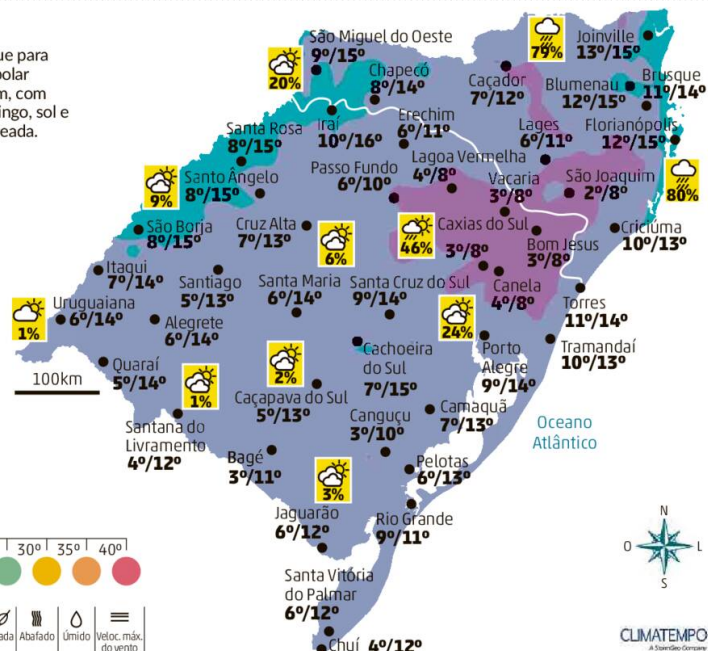 ue para
polar
m, com
ingo, sol e
eada.
São Miguel do Oeste
9º/15º
20%
Chapecó
8º/14º
79%
Joinville
13º/15º
Caçador
7º/12º
Blumenau
12º/15º
Brusque
11º/14º
Iraí
10º/16º
Erechim
6º/11º
Lages
6º/11º
Florianópolis
12º/15º
Santa Rosa
8º/15º
Passo Fundo
6º/10º
Lagoa Vermelha
4º/8º
Vacaria
3º/8º
São Joaquim
2º/8º
80%
9%
Santo Ângelo
8º/15º
São Borja
8º/15º
Cruz Alta
7º/13º
6%
46%
Caxias do Sul
3º/8º
Bom Jesus
3º/8º
Criciúma
10º/13º
Itaqui
7º/14º
Santiago
5º/13º
Santa Maria
6º/14º
Santa Cruz do Sul
9º/14º
Canela
4º/8º
Torres
11º/14º
1%
Uruguaiana
6º/14º
Alegrete
6º/14º
24%
Porto
Alegre
9º/14º
Tramandaí
10º/13º
Quaraí
5º/14º
100km
1%
2%
Caçapava do Sul
5º/13º
Cachoeira
do Sul
7º/15º
Camaquã
7º/13º
Oceano
Atlântico
Santana do
Livramento
4º/12º
Canguçu
3º/10º
Bagé
3º/11º
3%
Pelotas
6º/13º
Jaguarão
6º/12º
Rio Grande
9º/11º
N
O
L
S
30º 35º 40º
Santa Vitória
do Palmar
6º/12º
ada
Abafado
Úmido
Veloc. máx.
do vento
Chuí 4º/12º
CLIMATEMPO
A StormGeo Company